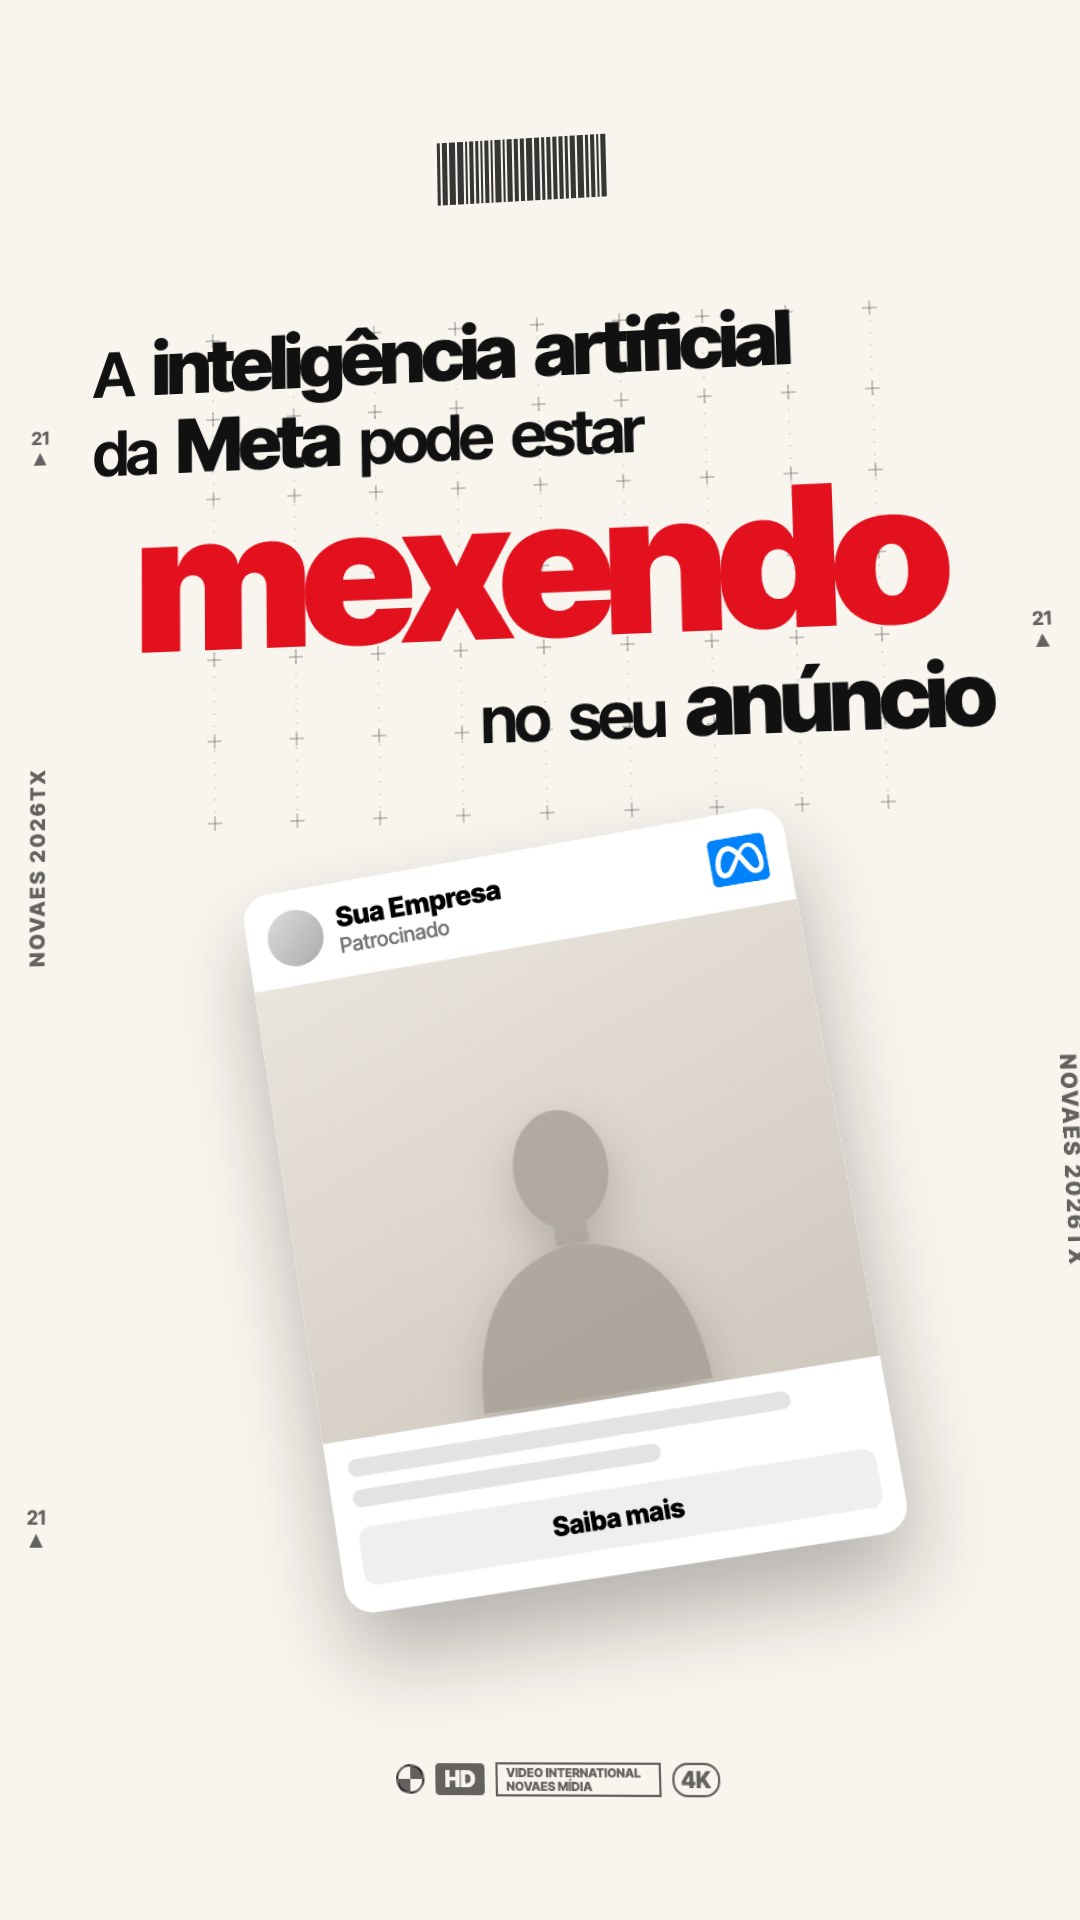 A inteligência artificial
da Meta pode estar
mexendo
no seu anúncio
21
21
NOVAES 2026TX
Sua Empresa
Patrocinado
NOVAES 2026TX
Saiba mais
21
HD
VIDEO INTERNATIONAL
NOVAES MÍDIA
4K